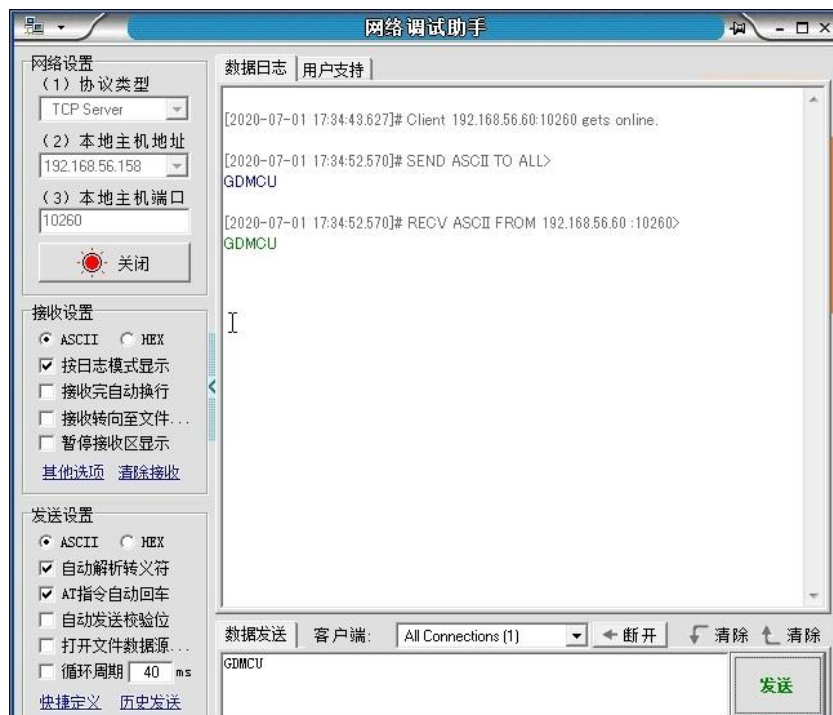 网络调试助手
网络设置
(1) 协议类型
TCP Server
(2) 本地主机地址
192.168.56.158
(3) 本地主机端口
10260
关闭
接收设置
ASCII HEX
按日志模式显示
接收完自动换行
接收转向至文件...
暂停接收区显示
其他选项 清除接收
发送设置
ASCII HEX
自动解析转义符
AT指令自动回车
自动发送校验位
打开文件数据源...
循环周期 40 ms
快捷定义 历史发送
数据日志 用户支持
[2020-07-01 17:34:43.627]# Client 192.168.56.60:10260 gets online.
[2020-07-01 17:34:52.570]# SEND ASCII TO ALL>
GDMCU
[2020-07-01 17:34:52.570]# RECV ASCII FROM 192.168.56.60 :10260>
GDMCU
数据发送 客户端: All Connections (1) 断开 清除 清除
GDMCU
发送